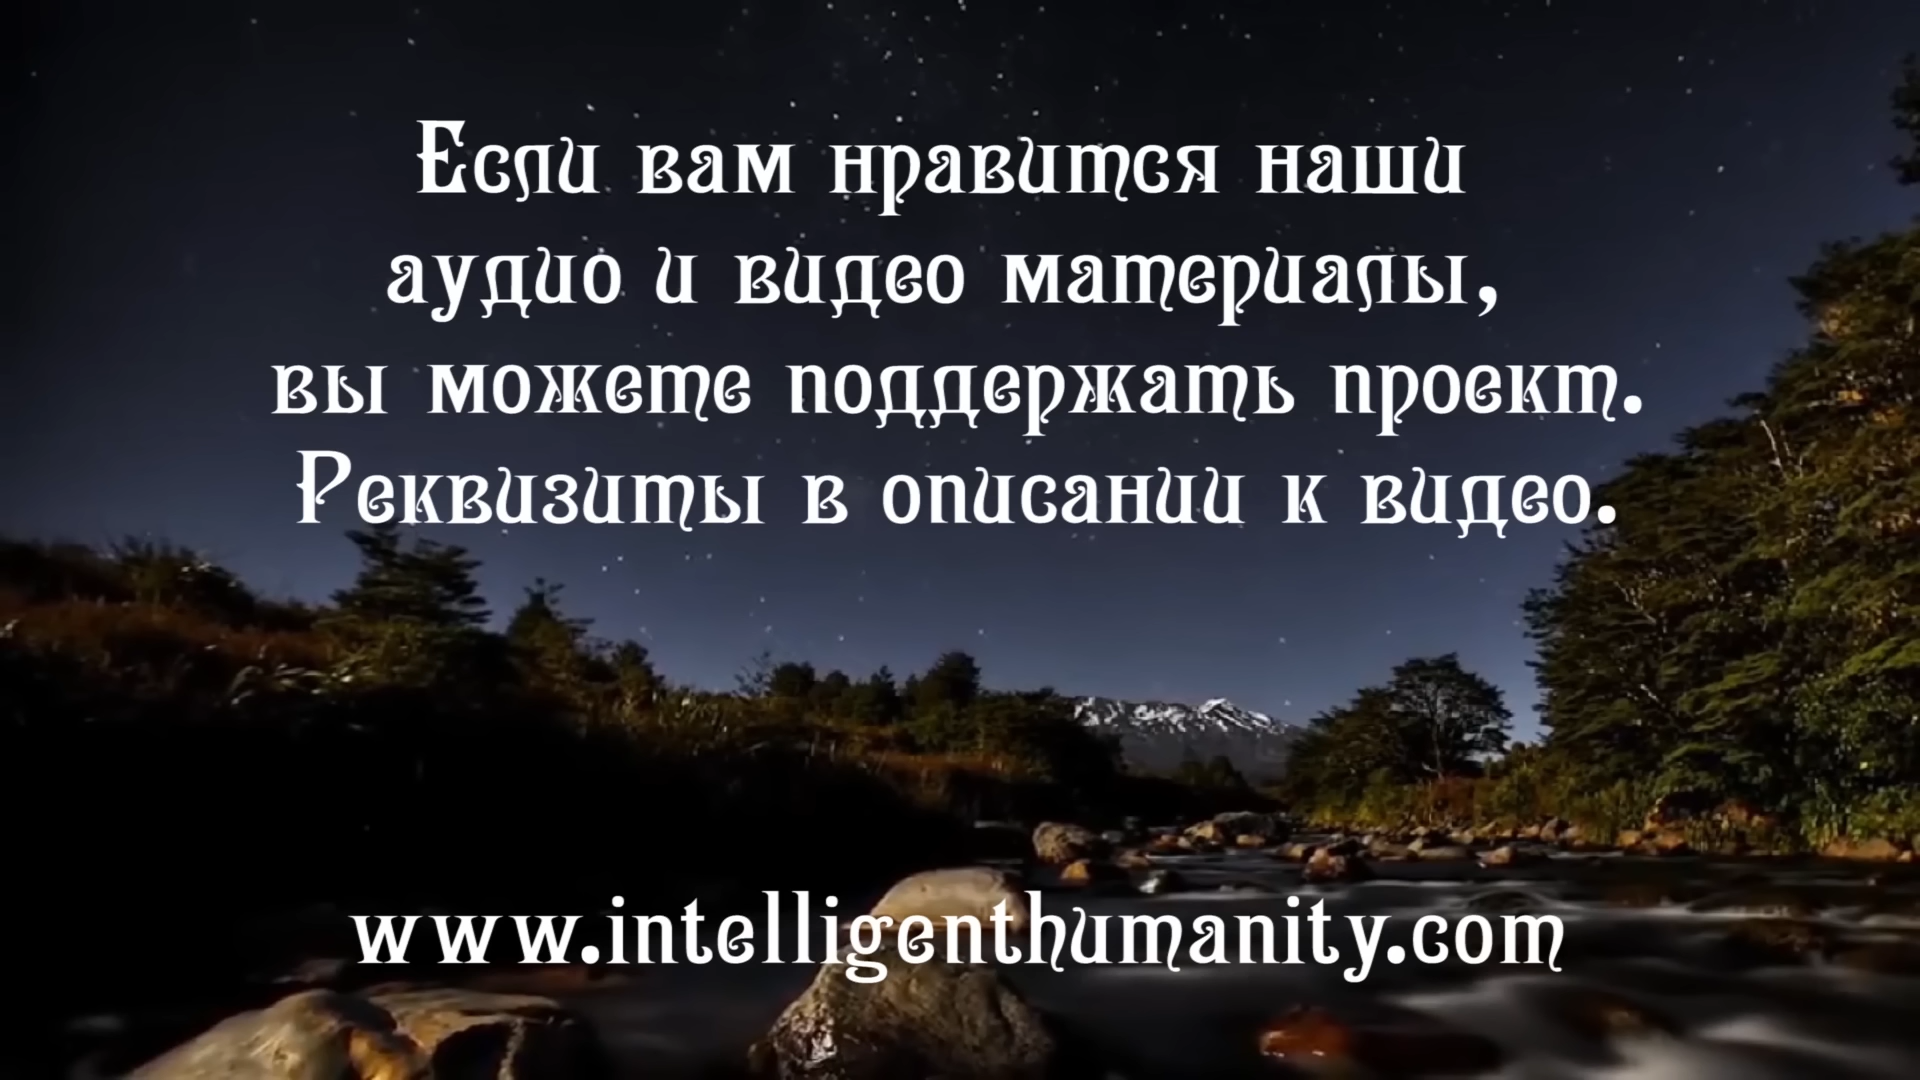 Если вам нравится наши
аудио и видео материалы,
вы можете поддержать проект.
Реквизиты в описании к видео.
www.intelligenthumanity.com